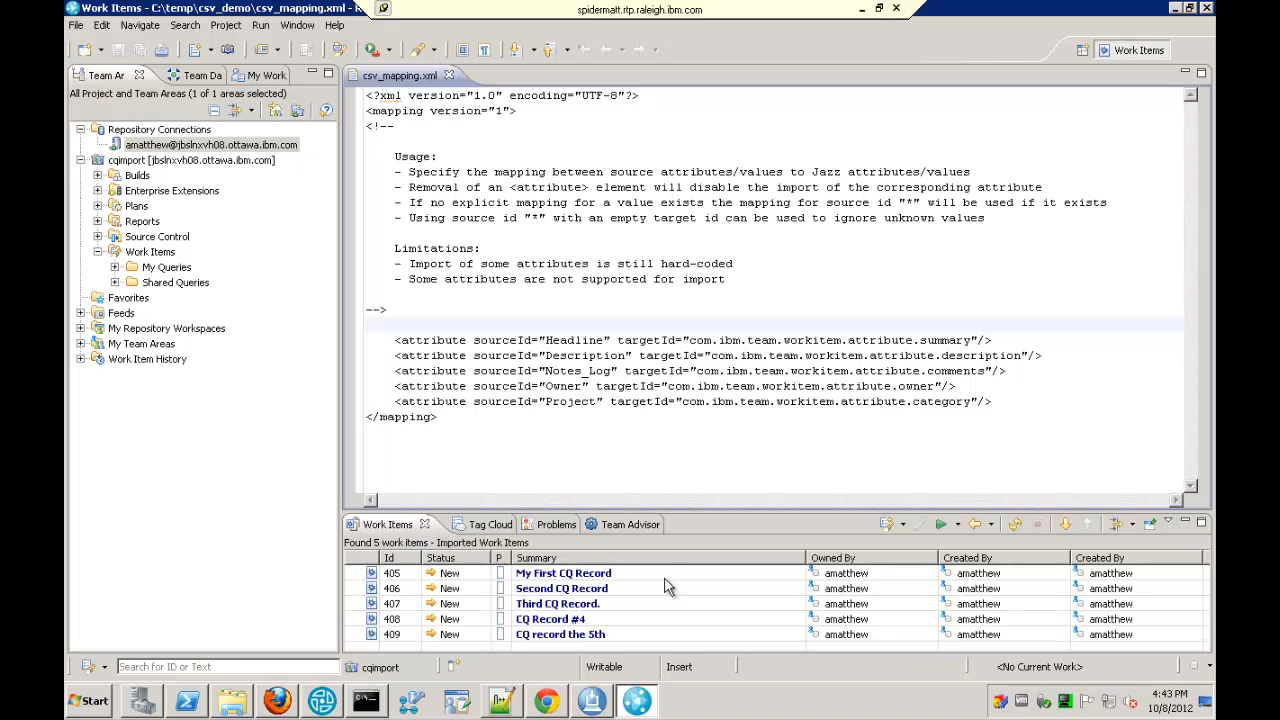 Work Items - C:\temp\csv_demo\csv_mapping.xml - R
spidermatt.rtp.raleigh.ibm.com
File Edit Navigate Search Project Run Window Help
Work Items
Team Ar Team Da My Work
csv_mapping.xml
All Project and Team Areas (1 of 1 areas selected)
Repository Connections
amatthew@jbslnxvh08.ottawa.ibm.com
cqimport [jbslnxvh08.ottawa.ibm.com]
Builds
Enterprise Extensions
Plans
Reports
Source Control
Work Items
My Queries
Shared Queries
Favorites
Feeds
My Repository Workspaces
My Team Areas
Work Item History
<?xml version="1.0" encoding="UTF-8"?>
<mapping version="1">
<!--
Usage:
- Specify the mapping between source attributes/values to Jazz attributes/values
- Removal of an <attribute> element will disable the import of the corresponding attribute
- If no explicit mapping for a value exists the mapping for source id "*" will be used if it exists
- Using source id "*" with an empty target id can be used to ignore unknown values
Limitations:
- Import of some attributes is still hard-coded
- Some attributes are not supported for import
-->
<attribute sourceId="Headline" targetId="com.ibm.team.workitem.attribute.summary"/>
<attribute sourceId="Description" targetId="com.ibm.team.workitem.attribute.description"/>
<attribute sourceId="Notes_Log" targetId="com.ibm.team.workitem.attribute.comments"/>
<attribute sourceId="Owner" targetId="com.ibm.team.workitem.attribute.owner"/>
<attribute sourceId="Project" targetId="com.ibm.team.workitem.attribute.category"/>
</mapping>
Work Items Tag Cloud Problems Team Advisor
Found 5 work items - Imported Work Items
Id Status P Summary Owned By Created By Created By
405 New My First CQ Record amatthew amatthew amatthew
406 New Second CQ Record amatthew amatthew amatthew
407 New Third CQ Record. amatthew amatthew amatthew
408 New CQ Record #4 amatthew amatthew amatthew
409 New CQ record the 5th amatthew amatthew amatthew
Search for ID or Text
cqimport
Writable
Insert
<No Current Work>
Start
4:43 PM
10/8/2012